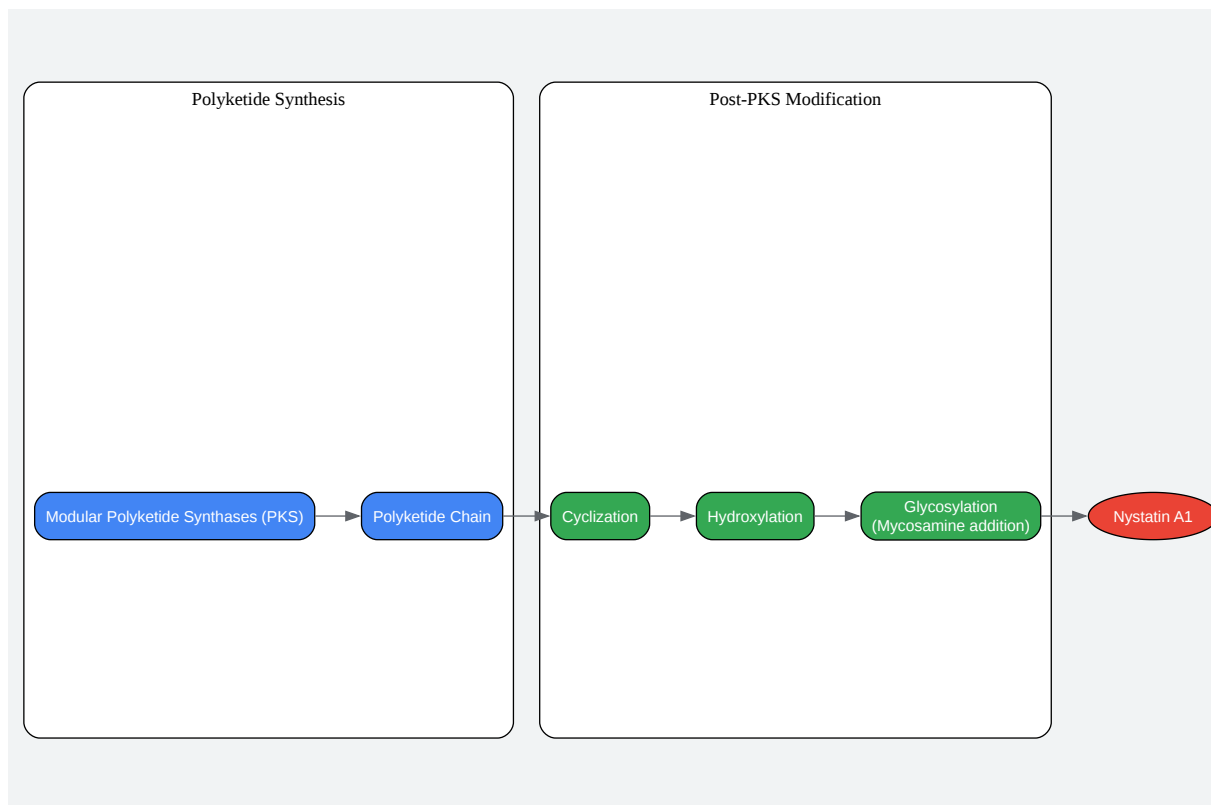 Polyketide Synthesis
Post-PKS Modification
Modular Polyketide Synthases (PKS)
Polyketide Chain
Cyclization
Hydroxylation
Glycosylation
(Mycosamine addition)
Nystatin A1